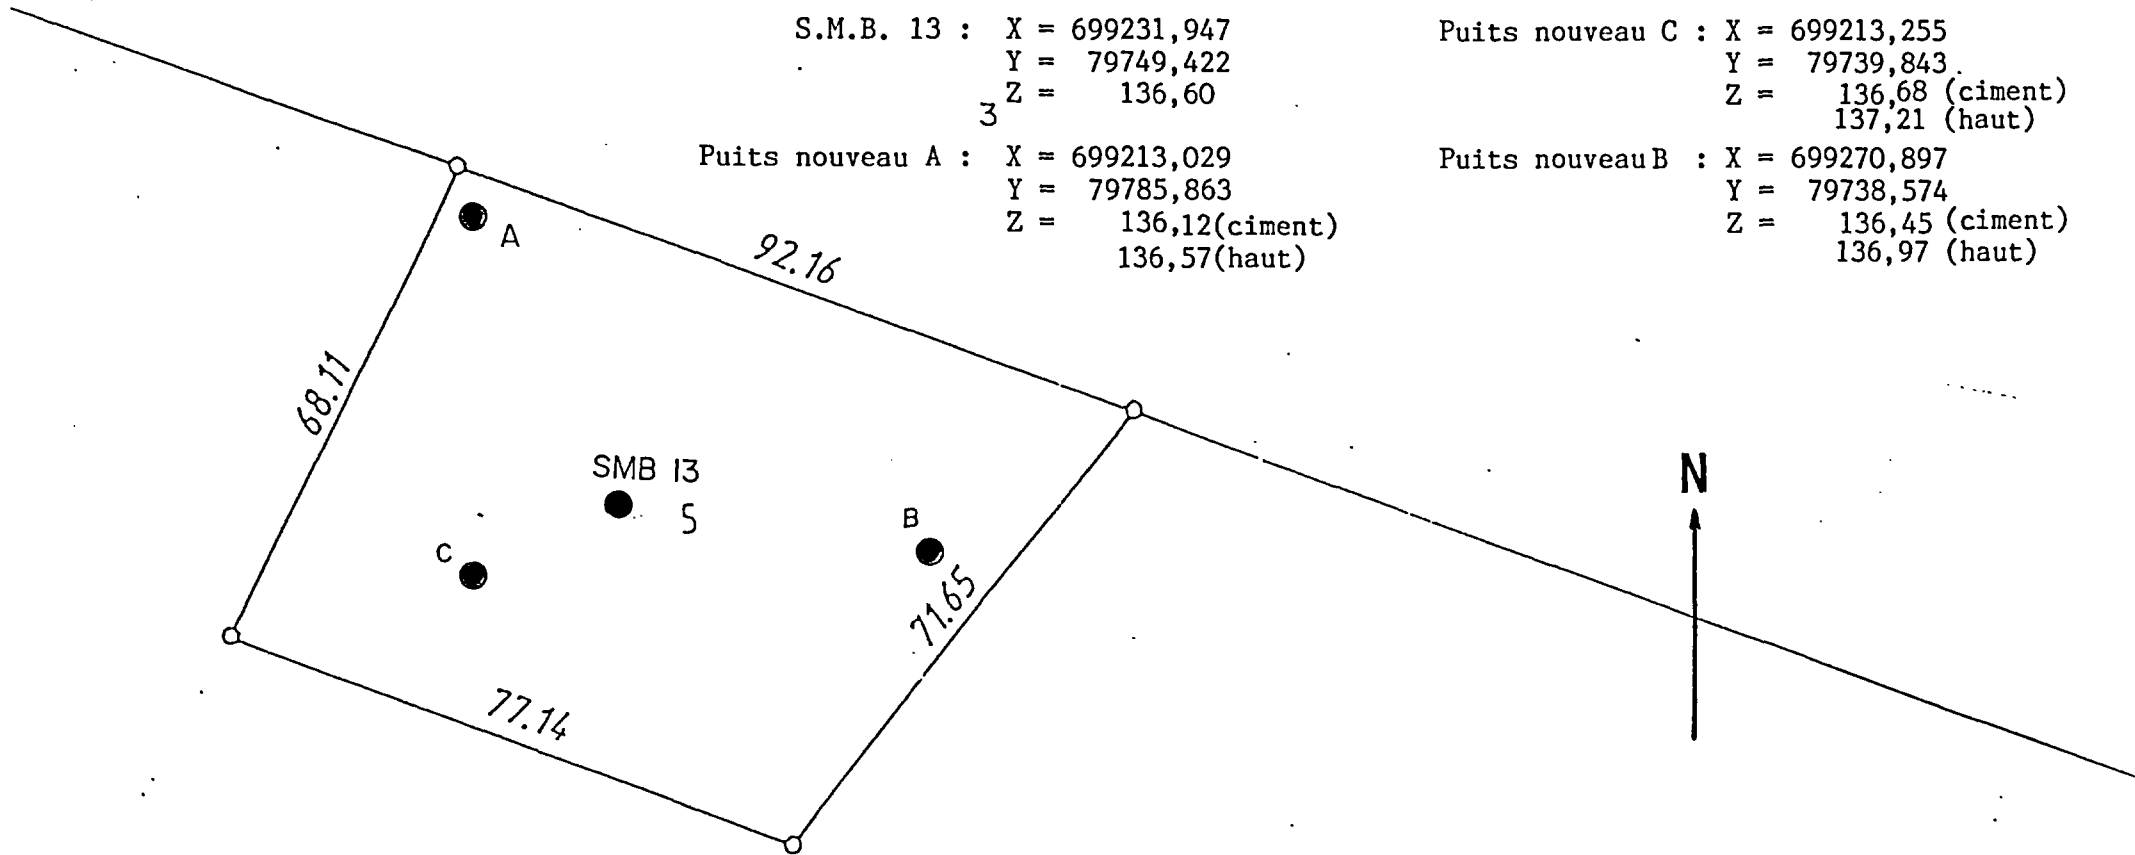 S.M.B. 13 : X = 699231,947
Y = 79749,422
Z = 136,60
3
Puits nouveau C : X = 699213,255
Y = 79739,843
Z = 136,68 (ciment)
137,21 (haut)
Puits nouveau A : X = 699213,029
Y = 79785,863
Z = 136,12(ciment)
136,57(haut)
Puits nouveau B : X = 699270,897
Y = 79738,574
Z = 136,45 (ciment)
136,97 (haut)
A
92.16
68.11
SMB 13
5
B
C
71.65
77.14
N